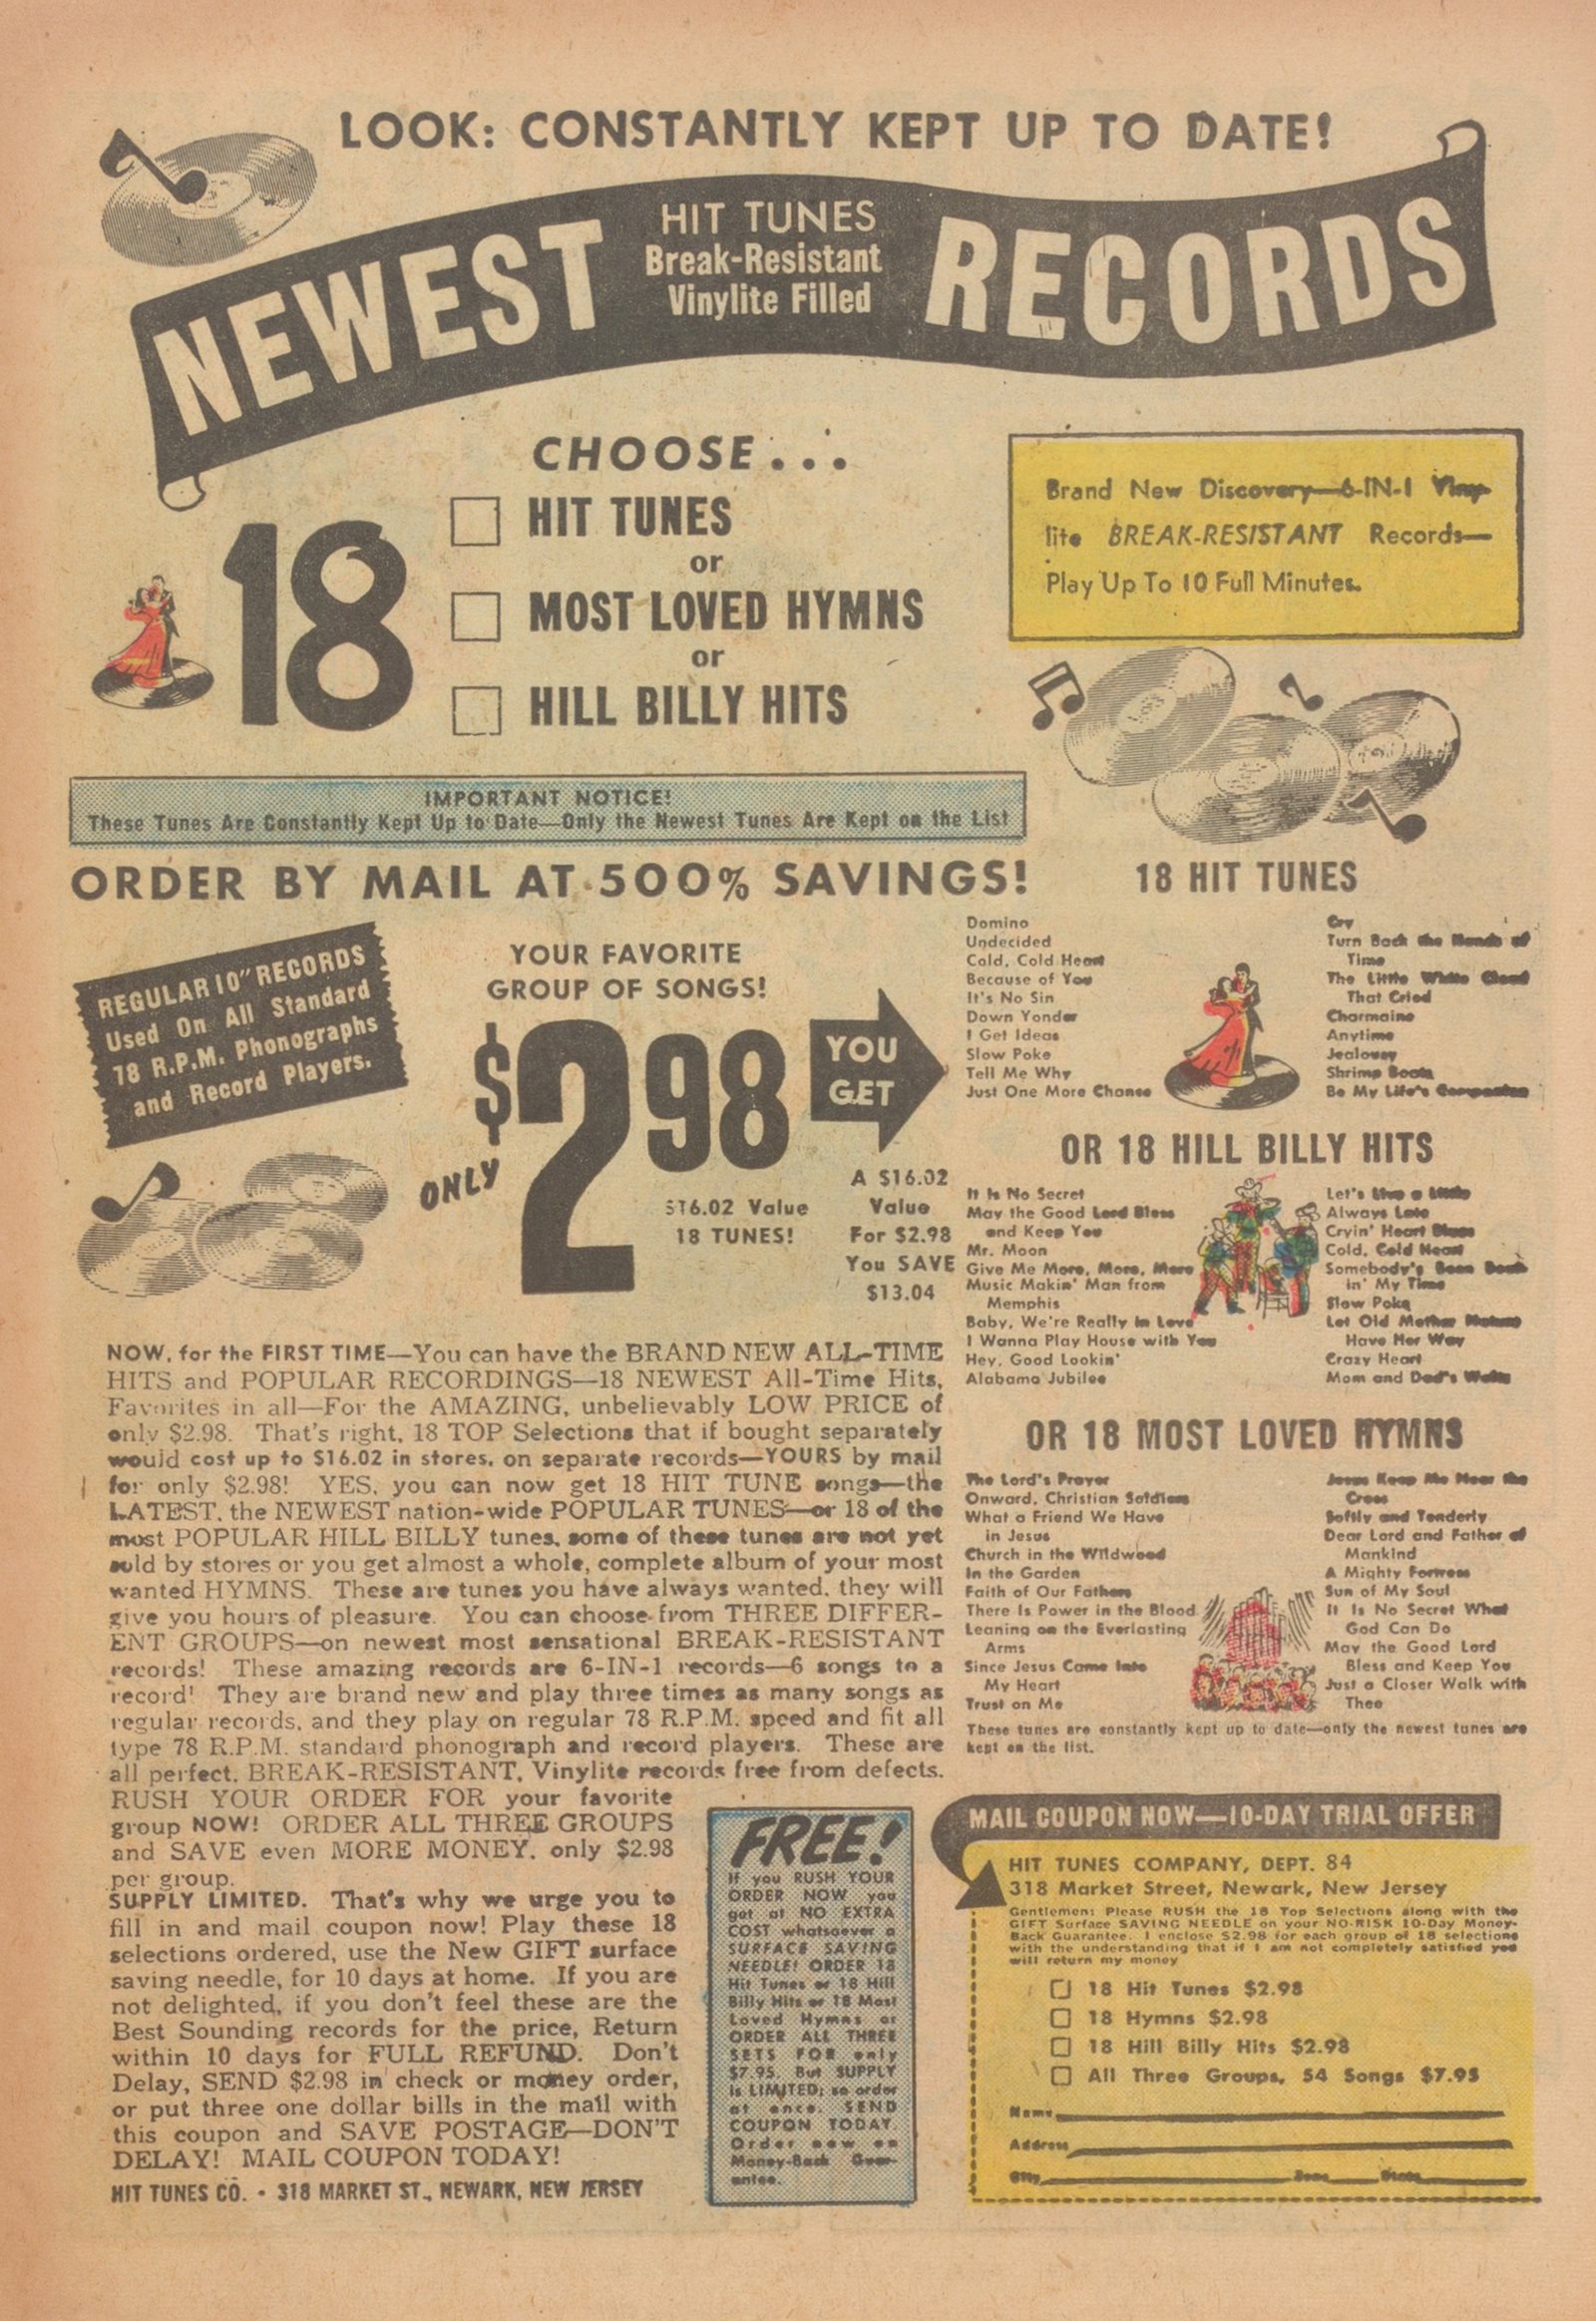 LOOK: CONSTANTLY KEPT UP TO DATE!
NEWEST
HIT TUNES
Break-Resistant
Vinylite Filled
RECORDS
CHOOSE...
18
HIT TUNES
or
MOST LOVED HYMNS
or
HILL BILLY HITS
Brand New Discovery—6-IN-1 Viny-
lite BREAK-RESISTANT Records—
Play Up To 10 Full Minutes.
IMPORTANT NOTICE!
These Tunes Are Constantly Kept Up to Date—Only the Newest Tunes Are Kept on the List
ORDER BY MAIL AT 500% SAVINGS!
REGULAR 10" RECORDS
Used On All Standard
78 R.P.M. Phonographs
and Record Players.
YOUR FAVORITE
GROUP OF SONGS!
ONLY
$2.98
$16.02 Value
18 TUNES!
YOU
GET
A $16.02
Value
For $2.98
You SAVE
$13.04
18 HIT TUNES
Domino
Undecided
Cold, Cold Heart
Because of You
It's No Sin
Down Yonder
I Get Ideas
Slow Poke
Tell Me Why
Just One More Chance
Cry
Turn Back the Hands of
Time
The Little White Cloud
That Cried
Charmaine
Anytime
Jealousy
Shrimp Boats
Be My Life's Companion
OR 18 HILL BILLY HITS
It Is No Secret
May the Good Lord Bless
and Keep You
Mr. Moon
Give Me More, More, More
Music Makin' Man from
Memphis
Baby, We're Really In Love
I Wanna Play House with You
Hey, Good Lookin'
Alabama Jubilee
Let's Live a Little
Always Late
Cryin' Heart Blues
Cold, Cold Heart
Somebody's Been Beat-
in' My Time
Slow Poke
Let Old Mother Nature
Have Her Way
Crazy Heart
Mom and Dad's Waltz
OR 18 MOST LOVED HYMNS
The Lord's Prayer
Onward, Christian Soldiers
What a Friend We Have
in Jesus
Church in the Wildwood
In the Garden
Faith of Our Fathers
There Is Power in the Blood
Leaning on the Everlasting
Arms
Since Jesus Came Into
My Heart
Trust on Me
Jesus Keep Me Near the
Cross
Softly and Tenderly
Dear Lord and Father of
Mankind
A Mighty Fortress
Sun of My Soul
It Is No Secret What
God Can Do
May the Good Lord
Bless and Keep You
Just a Closer Walk with
Thee
These tunes are constantly kept up to date—only the newest tunes are
kept on the list.
NOW, for the FIRST TIME—You can have the BRAND NEW ALL-TIME
HITS and POPULAR RECORDINGS—18 NEWEST All-Time Hits,
Favorites in all—For the AMAZING, unbelievably LOW PRICE of
only $2.98. That's right, 18 TOP Selections that if bought separately
would cost up to $16.02 in stores, on separate records—YOURS by mail
for only $2.98! YES, you can now get 18 HIT TUNE songs—the
LATEST, the NEWEST nation-wide POPULAR TUNES—or 18 of the
most POPULAR HILL BILLY tunes, some of these tunes are not yet
sold by stores or you get almost a whole, complete album of your most
wanted HYMNS. These are tunes you have always wanted, they will
give you hours of pleasure. You can choose from THREE DIFFER-
ENT GROUPS—on newest most sensational BREAK-RESISTANT
records! These amazing records are 6-IN-1 records—6 songs to a
record! They are brand new and play three times as many songs as
regular records, and they play on regular 78 R.P.M. speed and fit all
type 78 R.P.M. standard phonograph and record players. These are
all perfect, BREAK-RESISTANT, Vinylite records free from defects.
RUSH YOUR ORDER FOR your favorite
group NOW! ORDER ALL THREE GROUPS
and SAVE even MORE MONEY, only $2.98
per group.
SUPPLY LIMITED. That's why we urge you to
fill in and mail coupon now! Play these 18
selections ordered, use the New GIFT surface
saving needle, for 10 days at home. If you are
not delighted, if you don't feel these are the
Best Sounding records for the price, Return
within 10 days for FULL REFUND. Don't
Delay, SEND $2.98 in check or money order,
or put three one dollar bills in the mail with
this coupon and SAVE POSTAGE—DON'T
DELAY! MAIL COUPON TODAY!
HIT TUNES CO. • 318 MARKET ST., NEWARK, NEW JERSEY
FREE!
If you RUSH YOUR
ORDER NOW you
get at NO EXTRA
COST whatsoever a
SURFACE SAVING
NEEDLE! ORDER 18
Hit Tunes or 18 Hill
Billy Hits or 18 Most
Loved Hymns or
ORDER ALL THREE
SETS FOR only
$7.95. But SUPPLY
Is LIMITED; so order
at once. SEND
COUPON TODAY.
Order now on
Money-Back Guar-
antee.
MAIL COUPON NOW—10-DAY TRIAL OFFER
HIT TUNES COMPANY, DEPT. 84
318 Market Street, Newark, New Jersey
Gentlemen: Please RUSH the 18 Top Selections along with the
GIFT Surface SAVING NEEDLE on your NO-RISK 10-Day Money-
Back Guarantee. I enclose $2.98 for each group of 18 selections
with the understanding that if I am not completely satisfied you
will return my money
18 Hit Tunes $2.98
18 Hymns $2.98
18 Hill Billy Hits $2.98
All Three Groups, 54 Songs $7.95
Name
Address
City Zone State